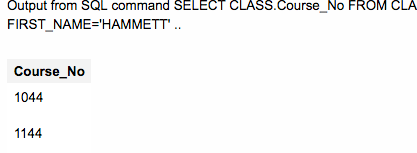 Output from SQL command SELECT CLASS.Course_No FROM CLA
FIRST_NAME='HAMMETT' ..
Course_No
1044
1144